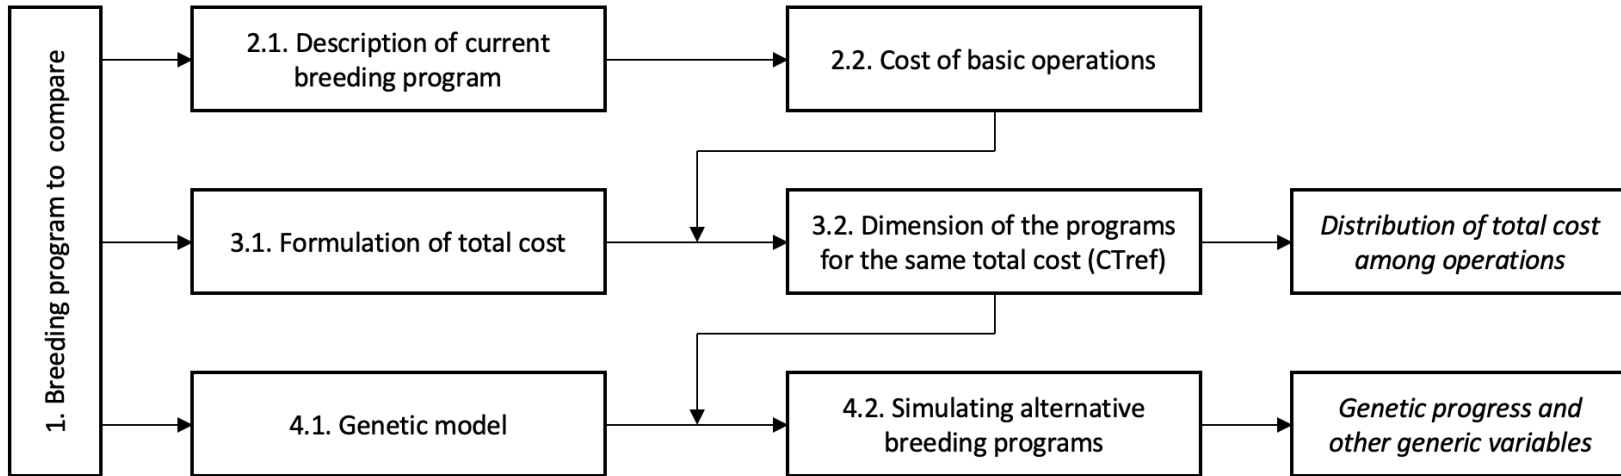 1. Breeding program to compare
2.1. Description of current
breeding program
2.2. Cost of basic operations
3.1. Formulation of total cost
3.2. Dimension of the programs
for the same total cost (CTref)
Distribution of total cost
among operations
4.1. Genetic model
4.2. Simulating alternative
breeding programs
Genetic progress and
other generic variables